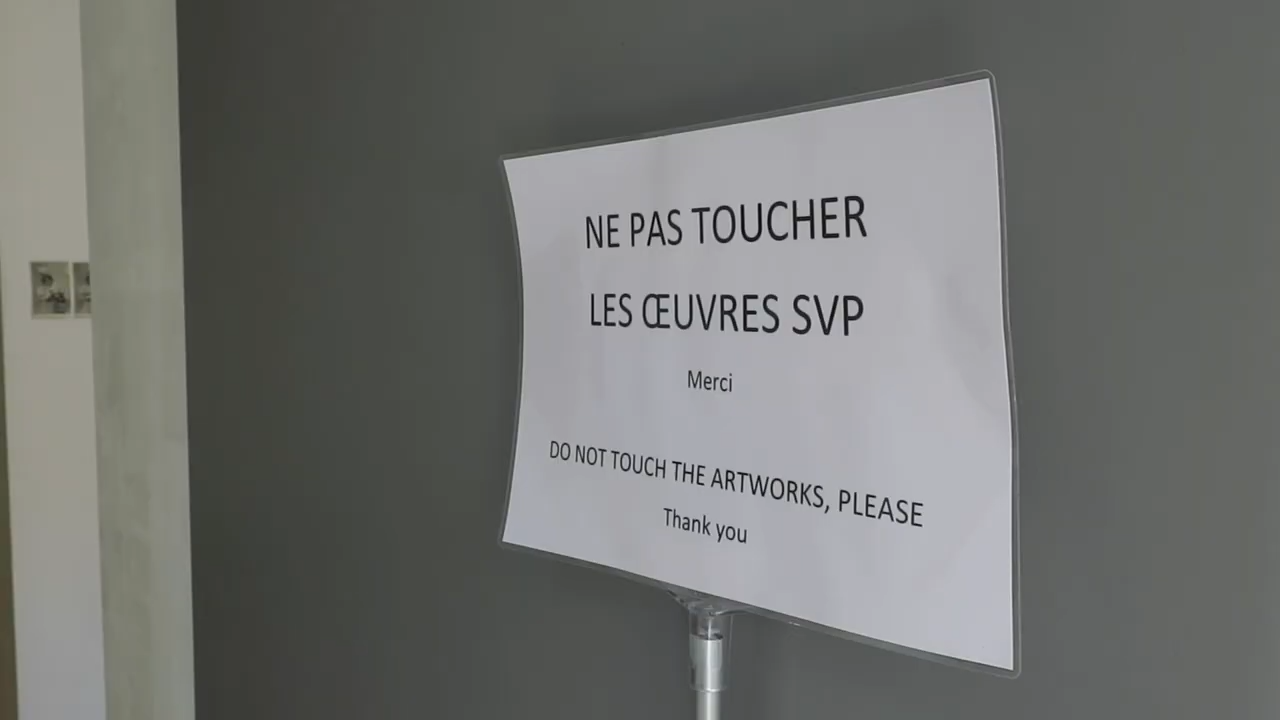 NE PAS TOUCHER
LES ŒUVRES SVP
Merci
DO NOT TOUCH THE ARTWORKS, PLEASE
Thank you